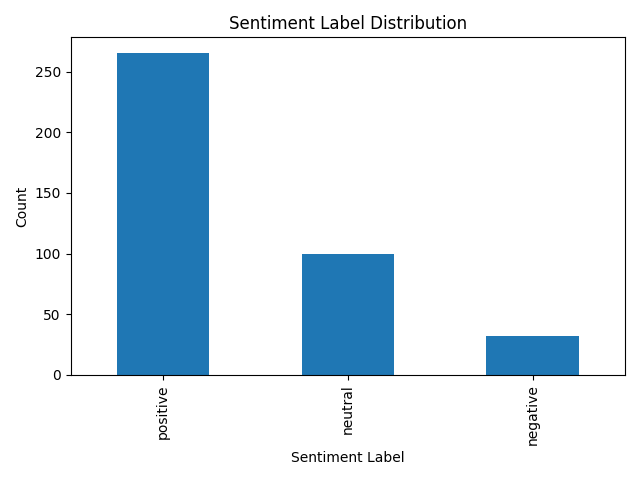 Sentiment Label Distribution
250
200
150
100
50
0
Count
positive
neutral
negative
Sentiment Label